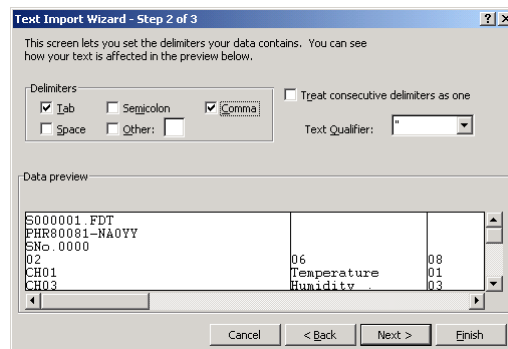 Text Import Wizard - Step 2 of 3
This screen lets you set the delimiters your data contains. You can see
how your text is affected in the preview below.
Delimiters
Tab Semicolon Comma
Space Other:
Treat consecutive delimiters as one
Text Qualifier: "
Data preview
S000001.FDT
PHR80081-NA0YY
SNo.0000
02 06 08
CH01 Temperature 01
CH03 Humidity . 03
Cancel < Back Next > Finish